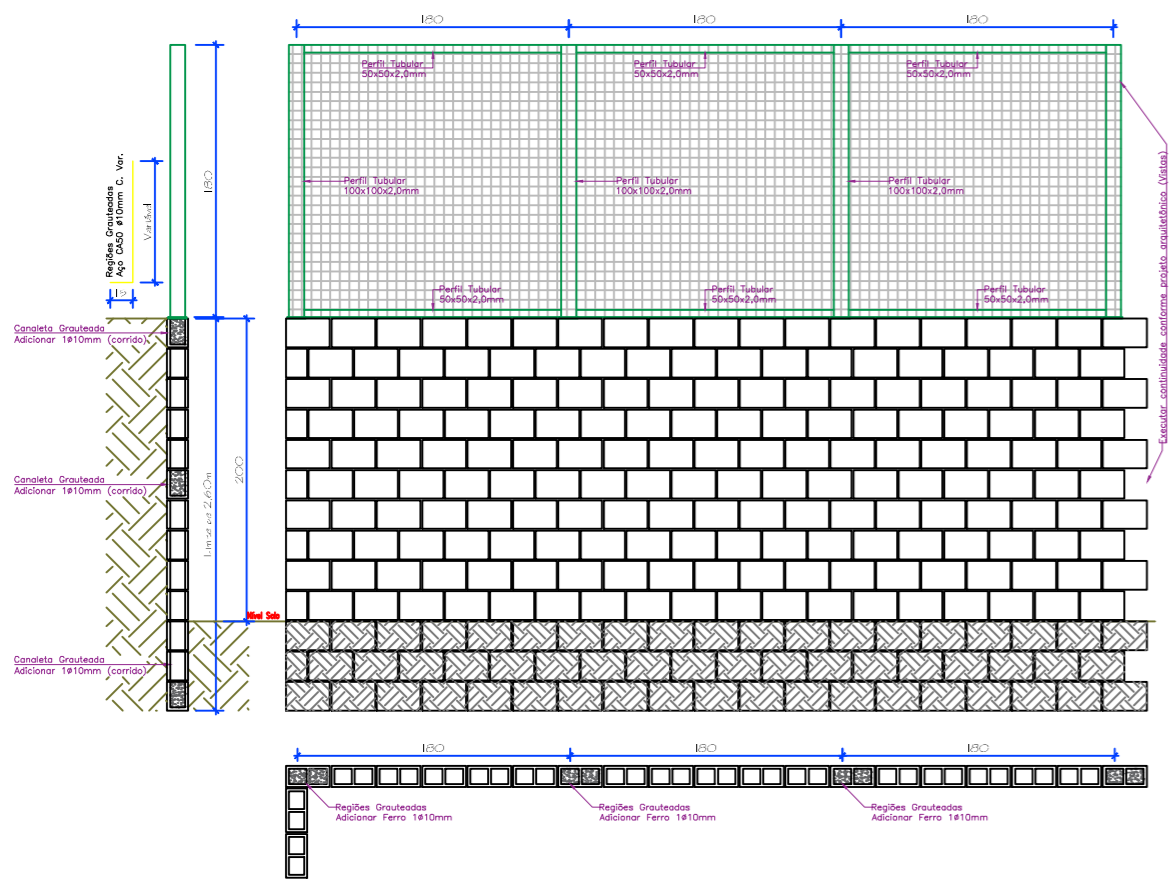 180
180
180
Perfil Tubular
50x50x2,0mm
Perfil Tubular
50x50x2,0mm
Perfil Tubular
50x50x2,0mm
Regiões Grauteadas
Aço CA50 ø10mm C. Var.
Variável
180
Perfil Tubular
100x100x2,0mm
Perfil Tubular
100x100x2,0mm
Perfil Tubular
100x100x2,0mm
Executar continuidade conforme projeto arquitetônico (Vistas)
Perfil Tubular
50x50x2,0mm
Perfil Tubular
50x50x2,0mm
Perfil Tubular
50x50x2,0mm
Canaleta Grauteada
Adicionar 1ø10mm (corrido)
Canaleta Grauteada
Adicionar 1ø10mm (corrido)
200
2,60m
Nível Solo
Canaleta Grauteada
Adicionar 1ø10mm (corrido)
180
180
180
Regiões Grauteadas
Adicionar Ferro 1ø10mm
Regiões Grauteadas
Adicionar Ferro 1ø10mm
Regiões Grauteadas
Adicionar Ferro 1ø10mm